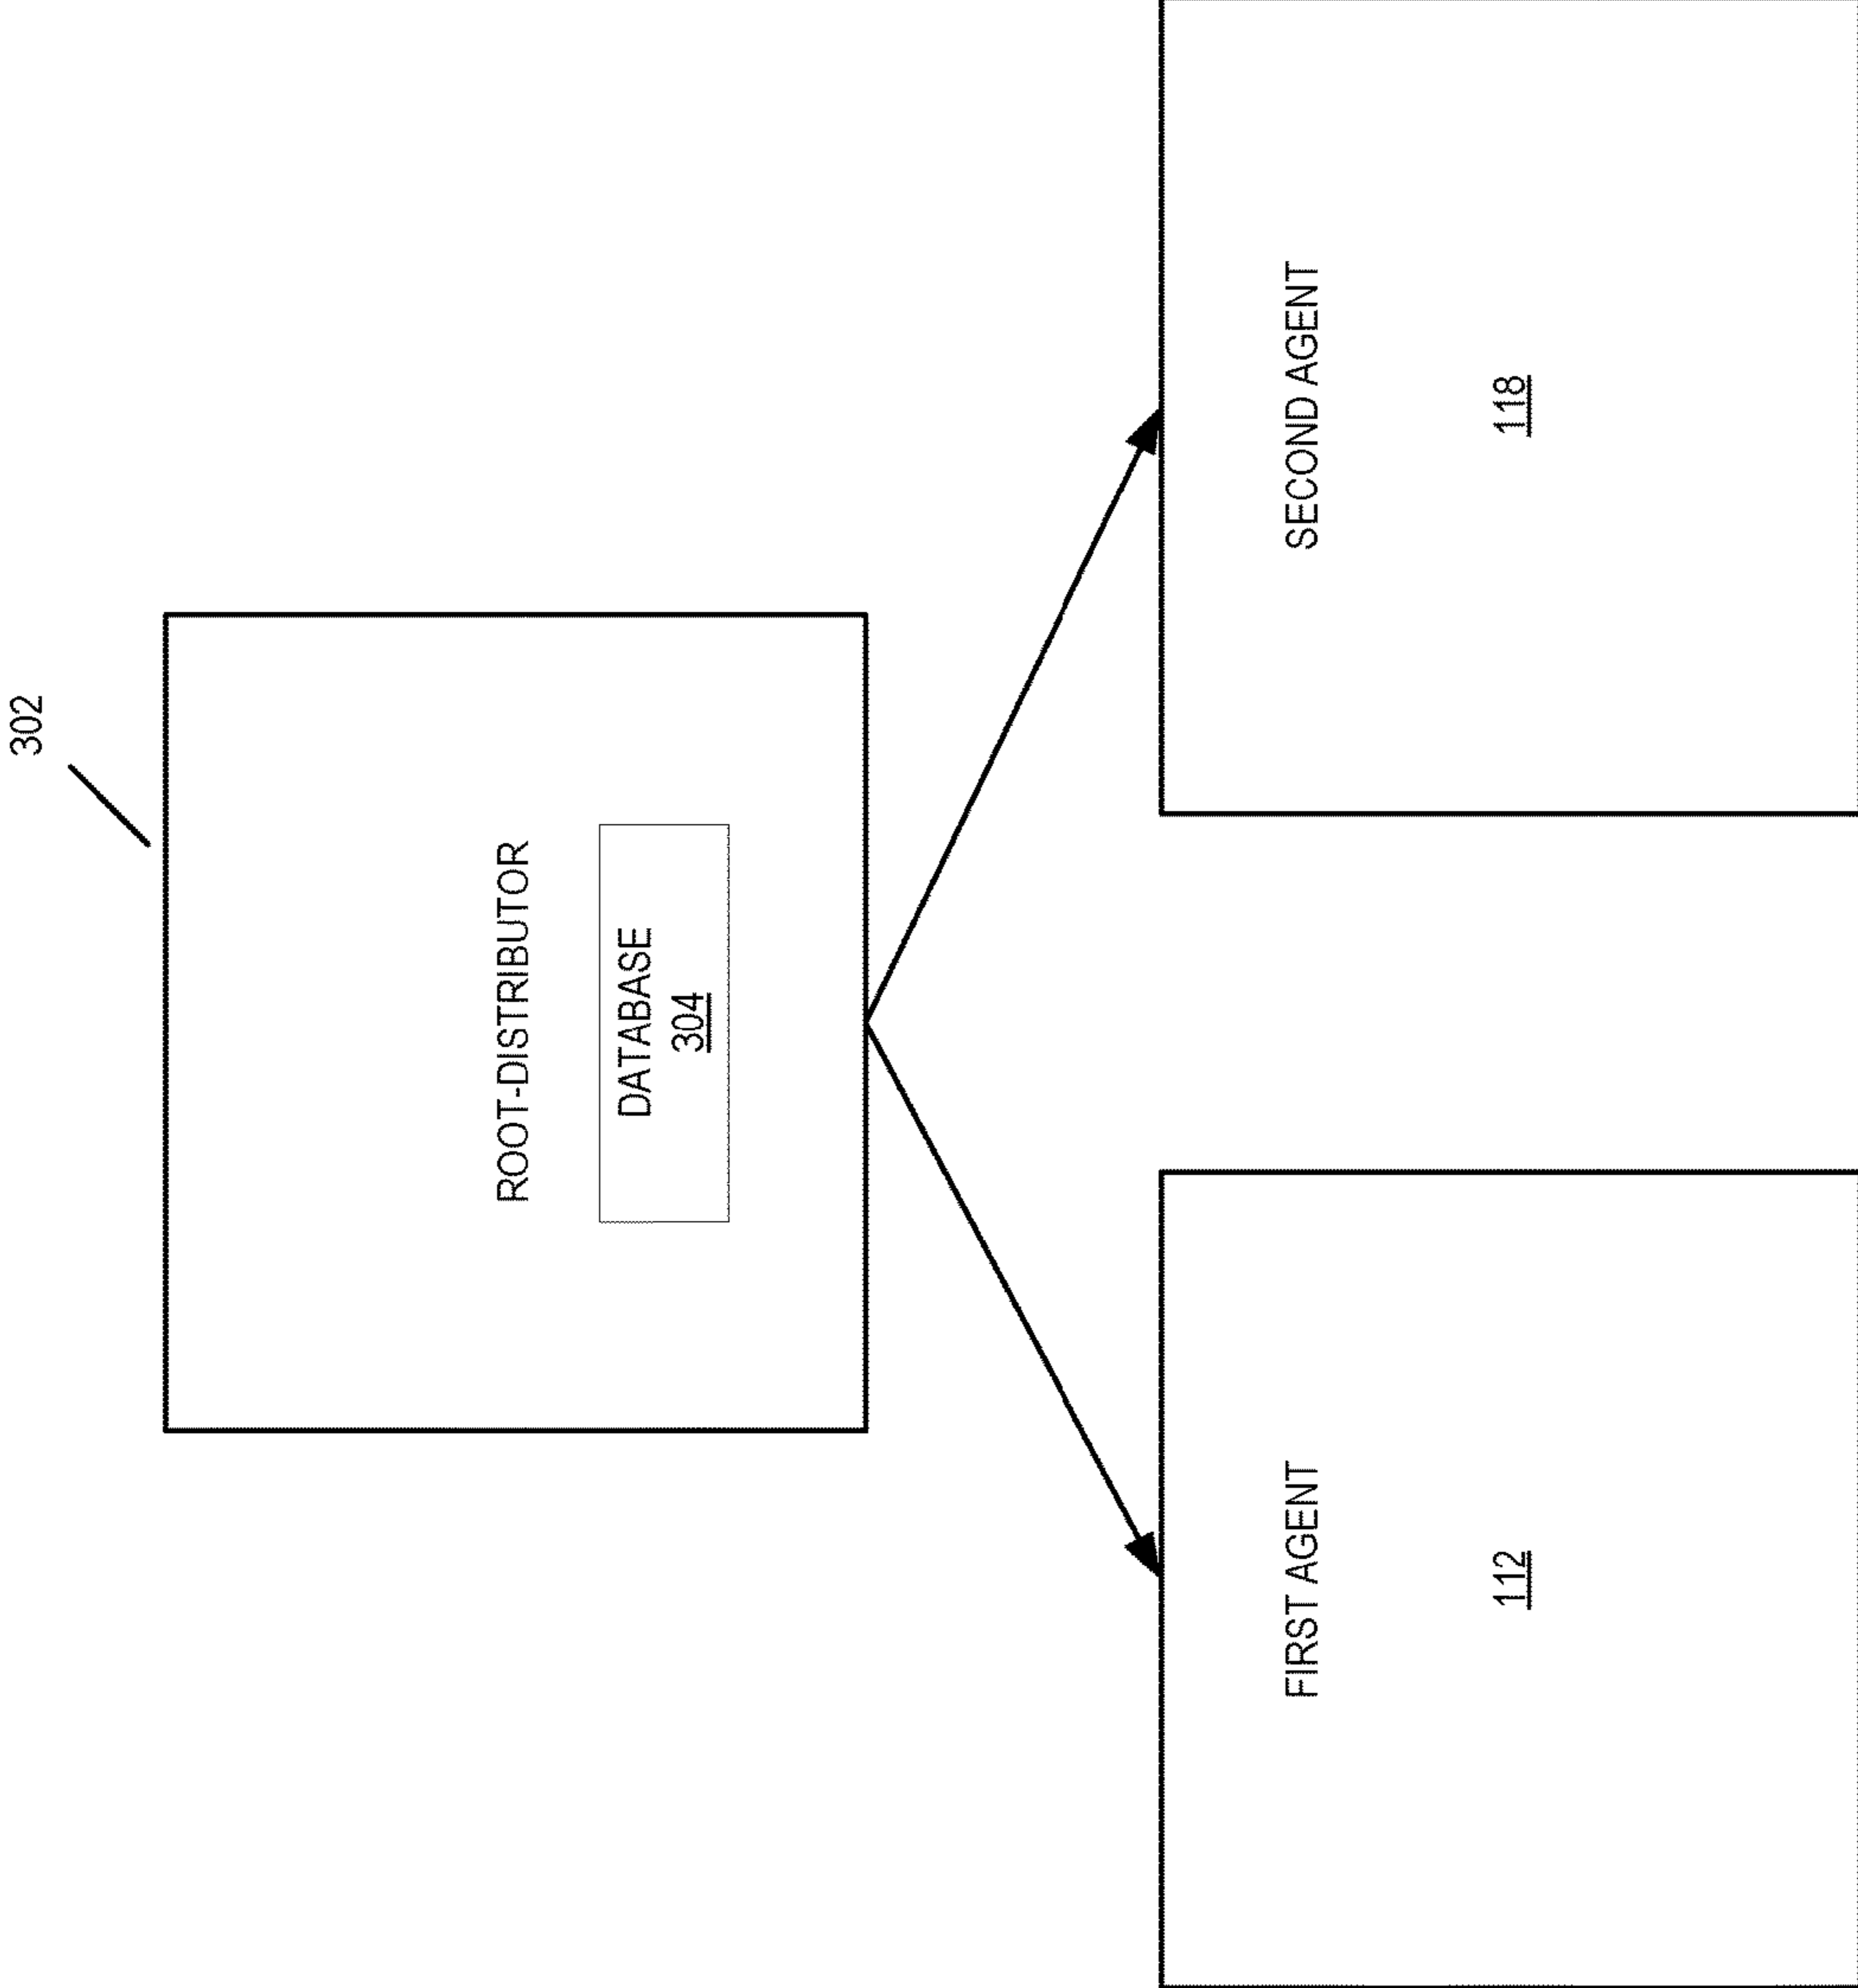 302
ROOT-DISTRIBUTOR
DATABASE
304
FIRST AGENT
112
SECOND AGENT
118